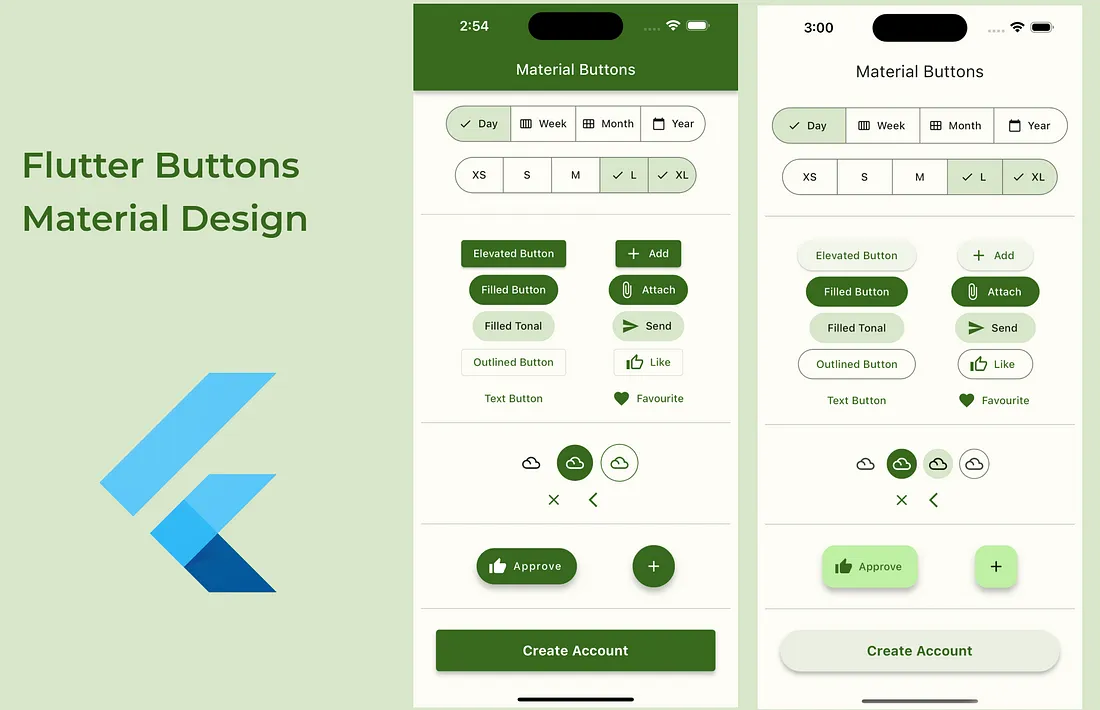 Flutter Buttons
Material Design
2:54
Material Buttons
Day Week Month Year
XS S M L XL
Elevated Button Add
Filled Button Attach
Filled Tonal Send
Outlined Button Like
Text Button Favourite
Approve
Create Account
3:00
Material Buttons
Day Week Month Year
XS S M L XL
Elevated Button Add
Filled Button Attach
Filled Tonal Send
Outlined Button Like
Text Button Favourite
Approve
Create Account